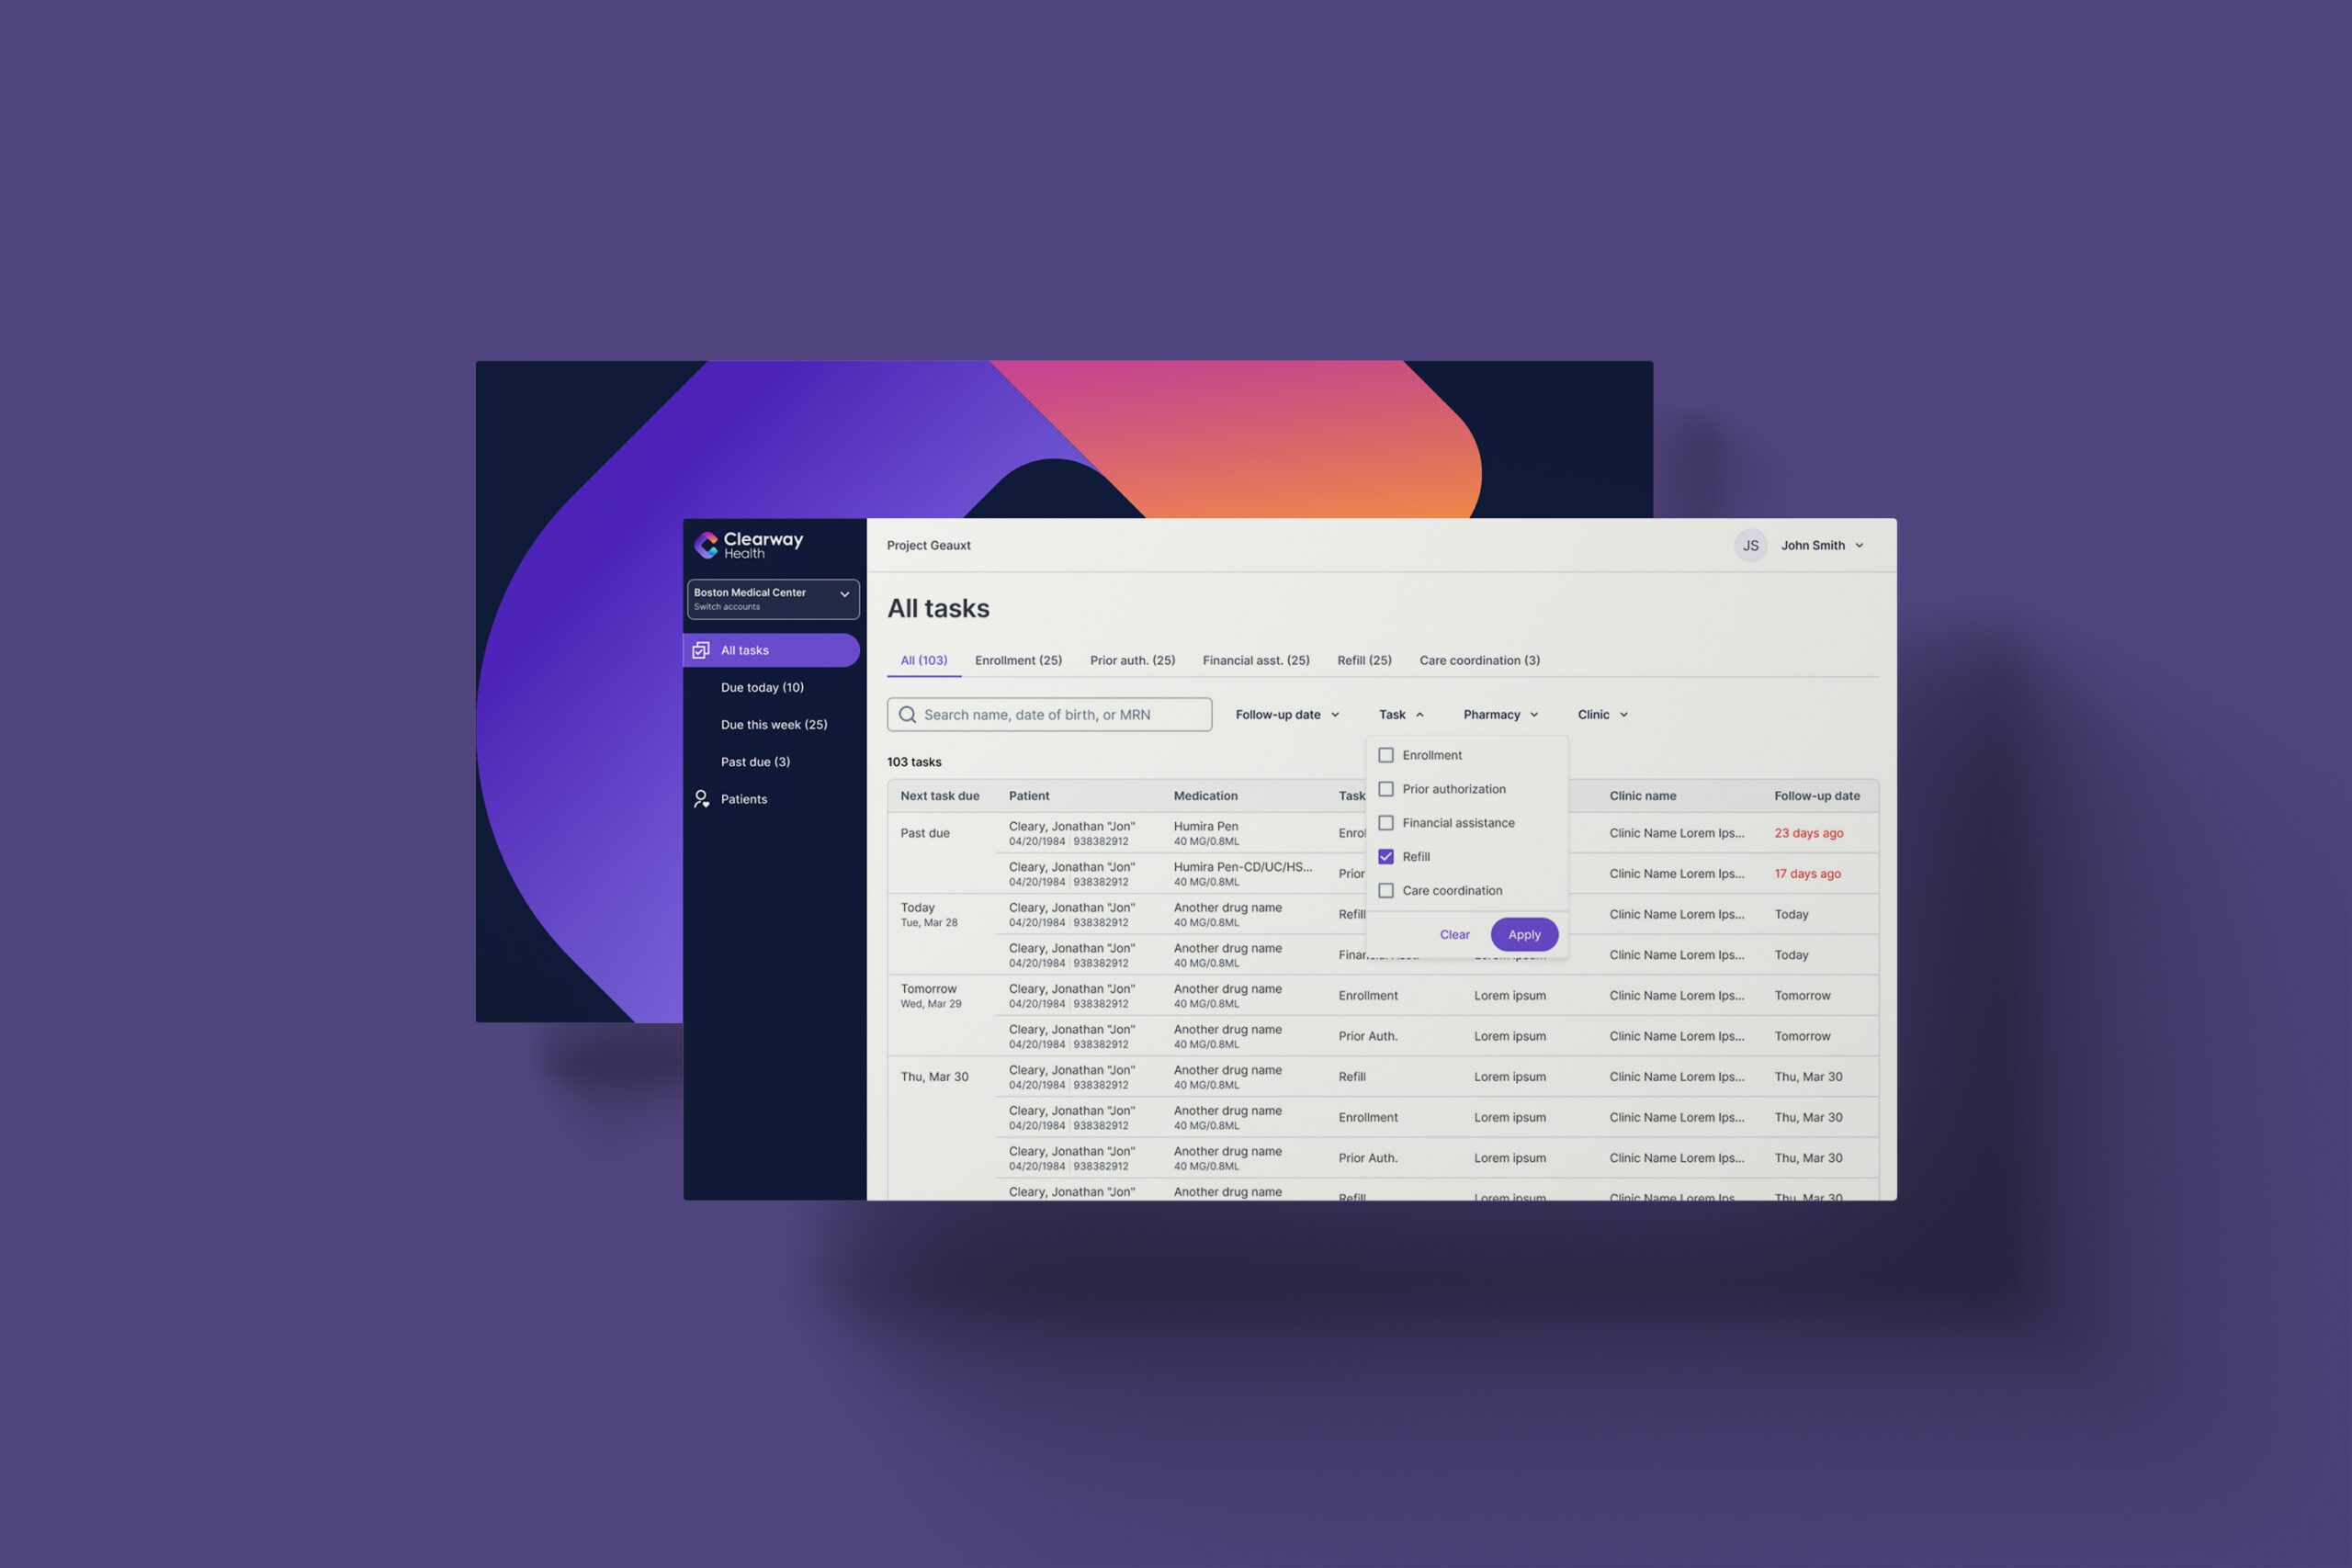 Clearway
Health
Boston Medical Center
Switch accounts
All tasks
Due today (10)
Due this week (25)
Past due (3)
Patients
Project Geauxt
JS John Smith
All tasks
All (103) Enrollment (25) Prior auth. (25) Financial asst. (25) Refill (25) Care coordination (3)
Search name, date of birth, or MRN Follow-up date Task Pharmacy Clinic
Enrollment
Prior authorization
Financial assistance
Refill
Care coordination
Clear Apply
103 tasks
Next task due Patient Medication Task Clinic name Follow-up date
Past due Cleary, Jonathan "Jon" Humira Pen Clinic Name Lorem Ips... 23 days ago
04/20/1984 938382912 40 MG/0.8ML
Cleary, Jonathan "Jon" Humira Pen-CD/UC/HS... Prior Clinic Name Lorem Ips... 17 days ago
04/20/1984 938382912 40 MG/0.8ML
Today Cleary, Jonathan "Jon" Another drug name Refill Clinic Name Lorem Ips... Today
Tue, Mar 28 04/20/1984 938382912 40 MG/0.8ML
Cleary, Jonathan "Jon" Another drug name Clinic Name Lorem Ips... Today
04/20/1984 938382912 40 MG/0.8ML
Tomorrow Cleary, Jonathan "Jon" Another drug name Enrollment Lorem ipsum Clinic Name Lorem Ips... Tomorrow
Wed, Mar 29 04/20/1984 938382912 40 MG/0.8ML
Cleary, Jonathan "Jon" Another drug name Prior Auth. Lorem ipsum Clinic Name Lorem Ips... Tomorrow
04/20/1984 938382912 40 MG/0.8ML
Thu, Mar 30 Cleary, Jonathan "Jon" Another drug name Refill Lorem ipsum Clinic Name Lorem Ips... Thu, Mar 30
04/20/1984 938382912 40 MG/0.8ML
Cleary, Jonathan "Jon" Another drug name Enrollment Lorem ipsum Clinic Name Lorem Ips... Thu, Mar 30
04/20/1984 938382912 40 MG/0.8ML
Cleary, Jonathan "Jon" Another drug name Prior Auth. Lorem ipsum Clinic Name Lorem Ips... Thu, Mar 30
04/20/1984 938382912 40 MG/0.8ML
Cleary, Jonathan "Jon" Another drug name Refill Lorem ipsum Clinic Name Lorem Ips Thu, Mar 30